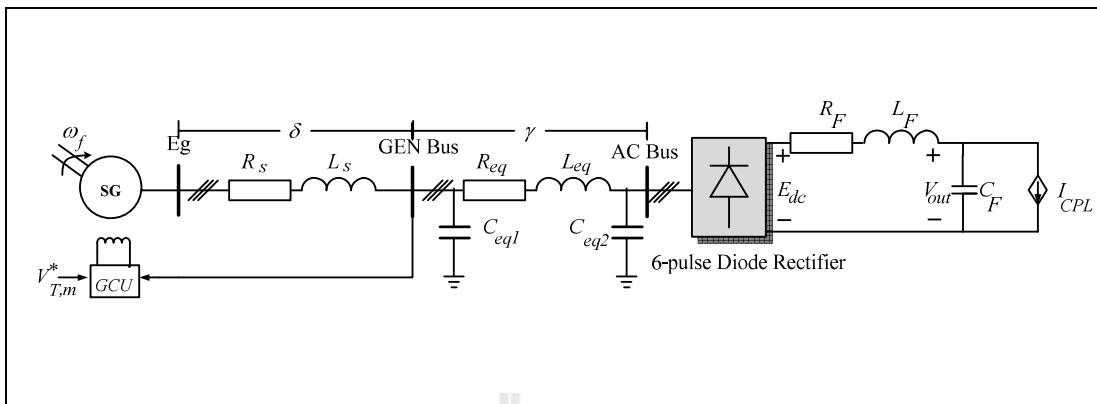 ω_f
SG
V*_T,m
GCU
Eg
δ
R_s
L_s
GEN Bus
γ
R_eq
L_eq
C_eq1
C_eq2
AC Bus
6-pulse Diode Rectifier
+
E_dc
−
R_F
L_F
+
V_out
−
C_F
I_CPL